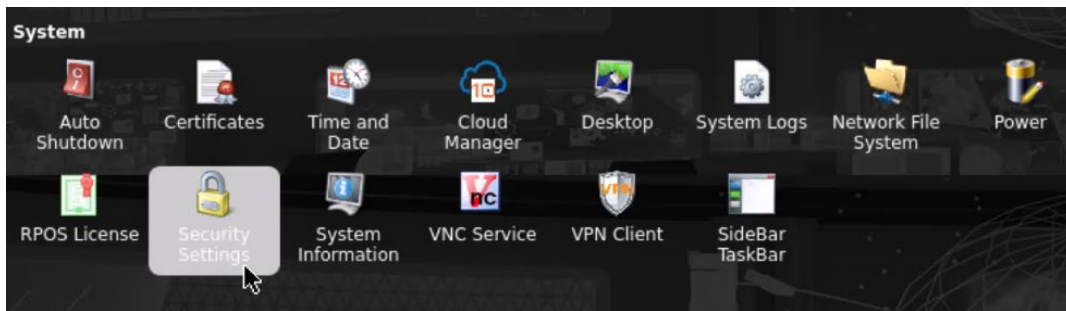 System
Auto Shutdown
Certificates
Time and Date
Cloud Manager
Desktop
System Logs
Network File System
Power
RPOS License
Security Settings
System Information
VNC Service
VPN Client
SideBar TaskBar